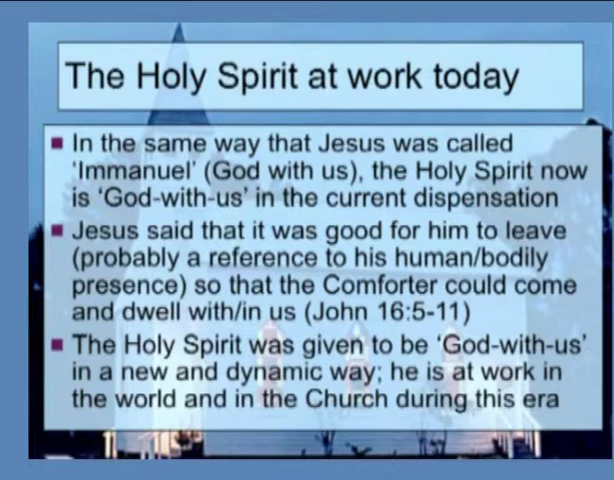 The Holy Spirit at work today
In the same way that Jesus was called
'Immanuel' (God with us), the Holy Spirit now
is 'God-with-us' in the current dispensation
Jesus said that it was good for him to leave
(probably a reference to his human/bodily
presence) so that the Comforter could come
and dwell with/in us (John 16:5-11)
The Holy Spirit was given to be 'God-with-us'
in a new and dynamic way; he is at work in
the world and in the Church during this era